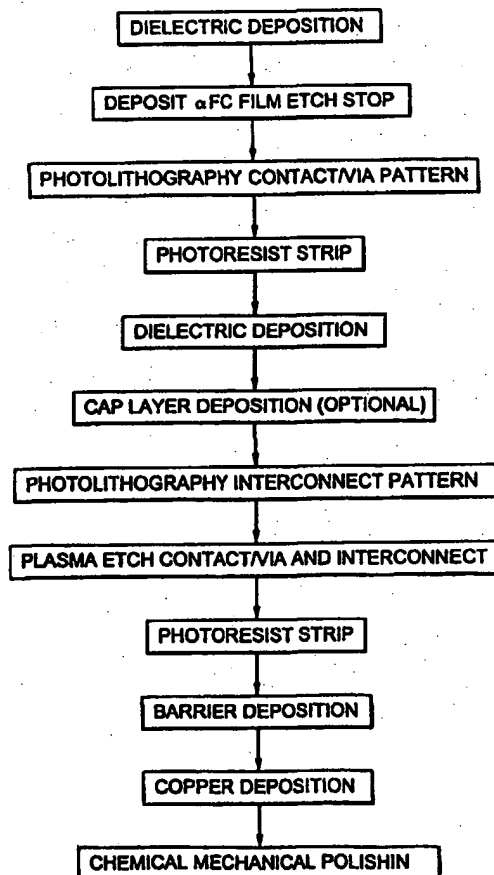 DIELECTRIC DEPOSITION
DEPOSIT αFC FILM ETCH STOP
PHOTOLITHOGRAPHY CONTACT/VIA PATTERN
PHOTORESIST STRIP
DIELECTRIC DEPOSITION
CAP LAYER DEPOSITION (OPTIONAL)
PHOTOLITHOGRAPHY INTERCONNECT PATTERN
PLASMA ETCH CONTACT/VIA AND INTERCONNECT
PHOTORESIST STRIP
BARRIER DEPOSITION
COPPER DEPOSITION
CHEMICAL MECHANICAL POLISHIN